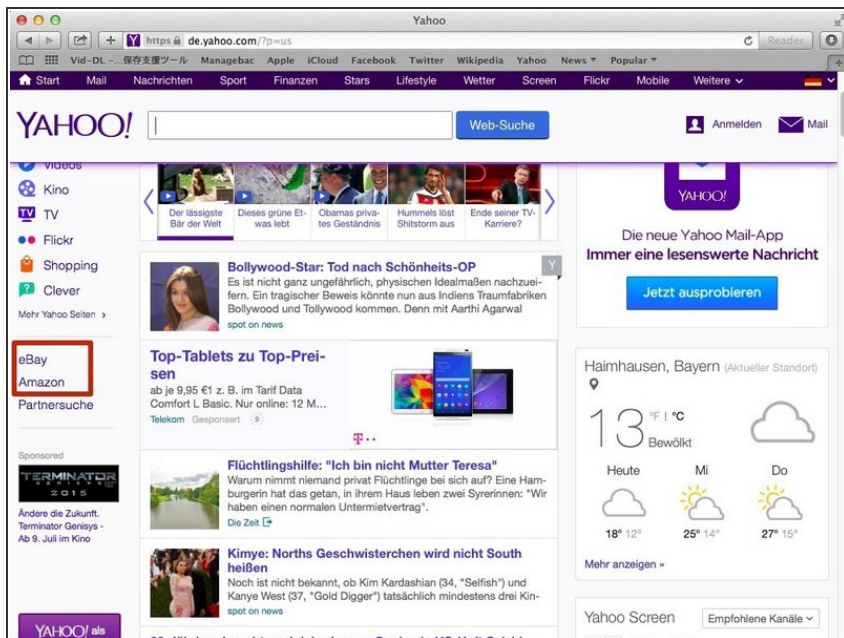 Yahoo
https de.yahoo.com/?p=us
Reader
Vid-DL -...保存支援ツール Managebac Apple iCloud Facebook Twitter Wikipedia Yahoo News Popular
Start Mail Nachrichten Sport Finanzen Stars Lifestyle Wetter Screen Flickr Mobile Weitere
YAHOO!
Web-Suche
Anmelden
Mail
Videos
Kino
TV TV
Flickr
Shopping
Clever
Mehr Yahoo Seiten ›
eBay
Amazon
Partnersuche
Sponsored
TERMINATOR
GENISYS
2015
Ändere die Zukunft.
Terminator Genisys -
Ab 9. Juli im Kino
YAHOO! als
Der lässigste
Bär der Welt
Dieses grüne Et-
was lebt
Obamas priva-
tes Geständnis
Hummels löst
Shitstorm aus
Ende seiner TV-
Karriere?
Bollywood-Star: Tod nach Schönheits-OP
Es ist nicht ganz ungefährlich, physischen Idealmaßen nachzuei-
fern. Ein tragischer Beweis könnte nun aus Indiens Traumfabriken
Bollywood und Tollywood kommen. Denn mit Aarthi Agarwal
spot on news
Y
Top-Tablets zu Top-Prei-
sen
ab je 9,95 €1 z. B. im Tarif Data
Comfort L Basic. Nur online: 12 M...
Telekom Gesponsert S
T··
Flüchtlingshilfe: "Ich bin nicht Mutter Teresa"
Warum nimmt niemand privat Flüchtlinge bei sich auf? Eine Ham-
burgerin hat das getan, in ihrem Haus leben zwei Syrerinnen: "Wir
haben einen normalen Untermietvertrag".
Die Zeit
Kimye: Norths Geschwisterchen wird nicht South
heißen
Noch ist nicht bekannt, ob Kim Kardashian (34, "Selfish") und
Kanye West (37, "Gold Digger") tatsächlich mindestens drei Kin-
spot on news
YAHOO!
Die neue Yahoo Mail-App
Immer eine lesenswerte Nachricht
Jetzt ausprobieren
Haimhausen, Bayern (Aktueller Standort)
13 °F | °C
Bewölkt
Heute Mi Do
18° 12° 25° 14° 27° 15°
Mehr anzeigen »
Yahoo Screen
Empfohlene Kanäle